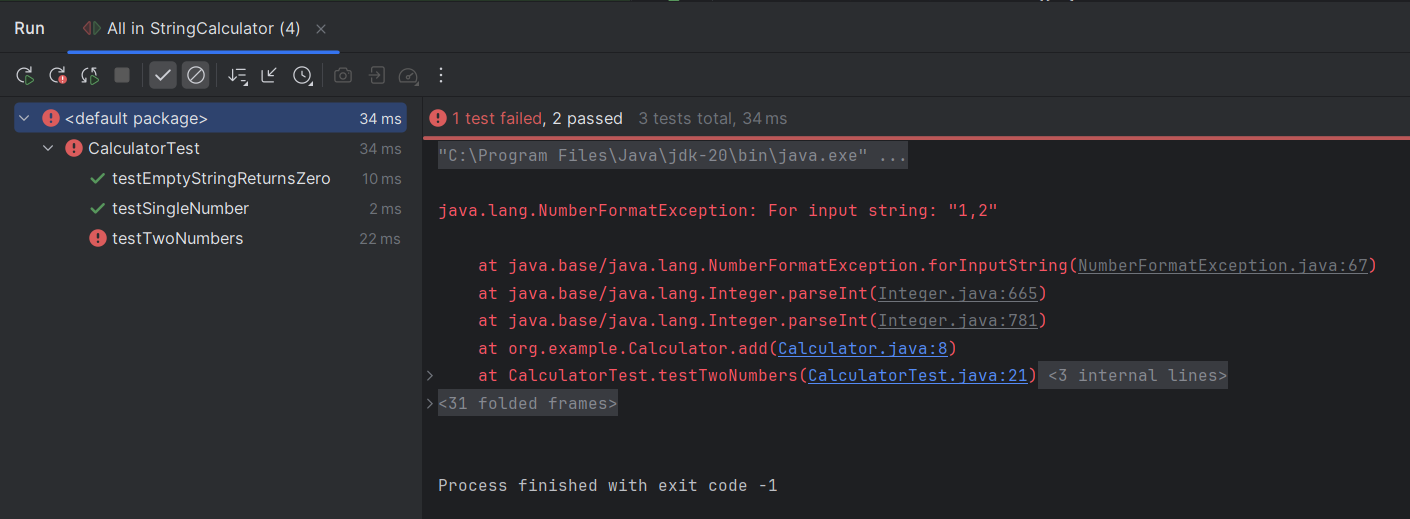 Run All in StringCalculator (4)
<default package> 34 ms
CalculatorTest 34 ms
testEmptyStringReturnsZero 10 ms
testSingleNumber 2 ms
testTwoNumbers 22 ms
1 test failed, 2 passed 3 tests total, 34 ms
"C:\Program Files\Java\jdk-20\bin\java.exe" ...
java.lang.NumberFormatException: For input string: "1,2"
at java.base/java.lang.NumberFormatException.forInputString(NumberFormatException.java:67)
at java.base/java.lang.Integer.parseInt(Integer.java:665)
at java.base/java.lang.Integer.parseInt(Integer.java:781)
at org.example.Calculator.add(Calculator.java:8)
at CalculatorTest.testTwoNumbers(CalculatorTest.java:21) <3 internal lines>
<31 folded frames>
Process finished with exit code -1